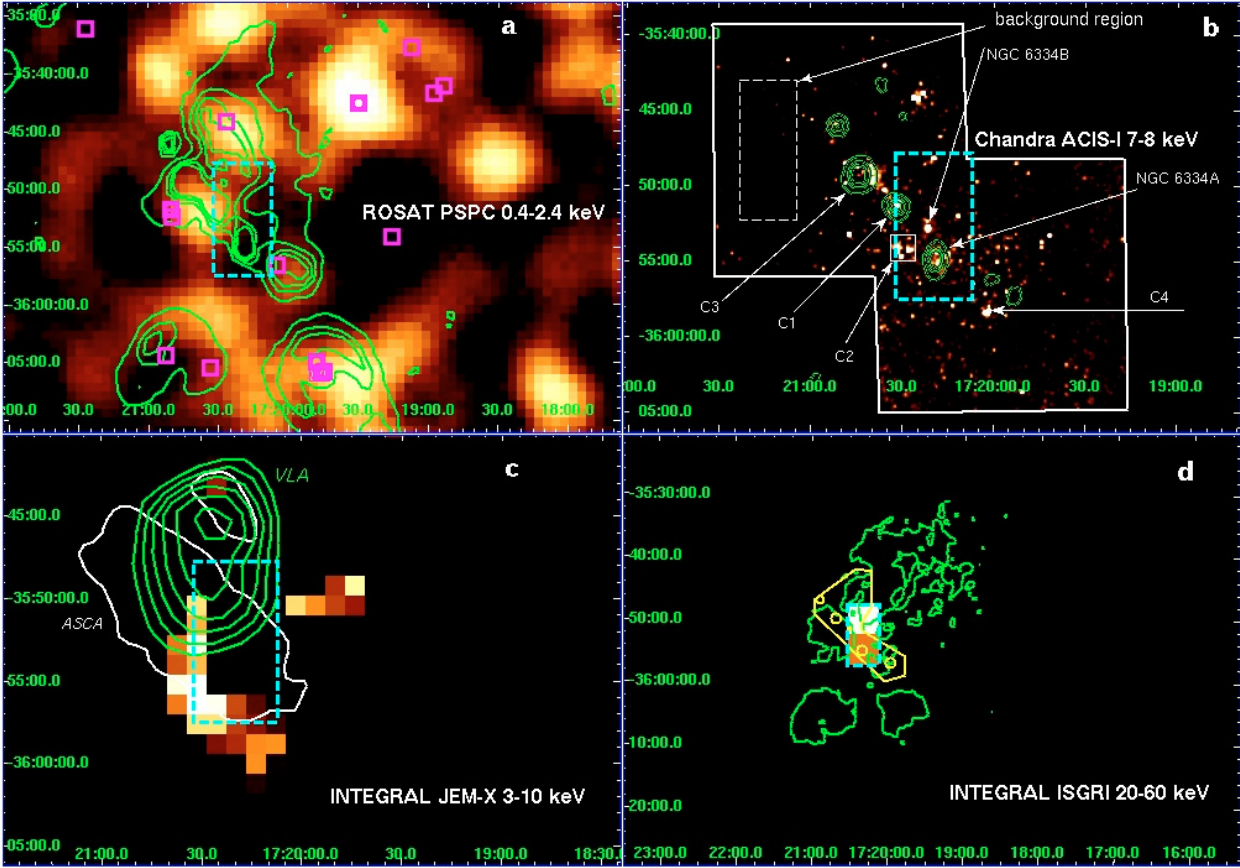 a
35:00.0
-35:40:00.0
45:00.0
50:00.0
55:00.0
-36:00:00.0
05:00.0
ROSAT PSPC 0.4-2.4 keV
:00.0 30. 21:00.0 30. 17:20:00.0 30. 19:00.0 30. 18:00.0
b
background region
NGC 6334B
Chandra ACIS-I 7-8 keV
NGC 6334A
-35:40:00.0
45:00.0
50:00.0
55:00.0
-36:00:00.0
05:00.0
C3
C1
C2
C4
00.0 30. 21:00.0 30. 17:20:00.0 30. 19:00.0
c
VLA
ASCA
45:00.0
-35:50:00.0
55:00.0
-36:00:00.0
05:00.0
INTEGRAL JEM-X 3-10 keV
21:00.0 30. 17:20:00.0 30. 19:00.0 18:30.0
d
-35:30:00.0
40:00.0
50:00.0
-36:00:00.0
10:00.0
20:00.0
INTEGRAL ISGRI 20-60 keV
23:00.0 22:00.0 21:00.0 17:20:00.0 19:00.0 18:00.0 17:00.0 16:00.0